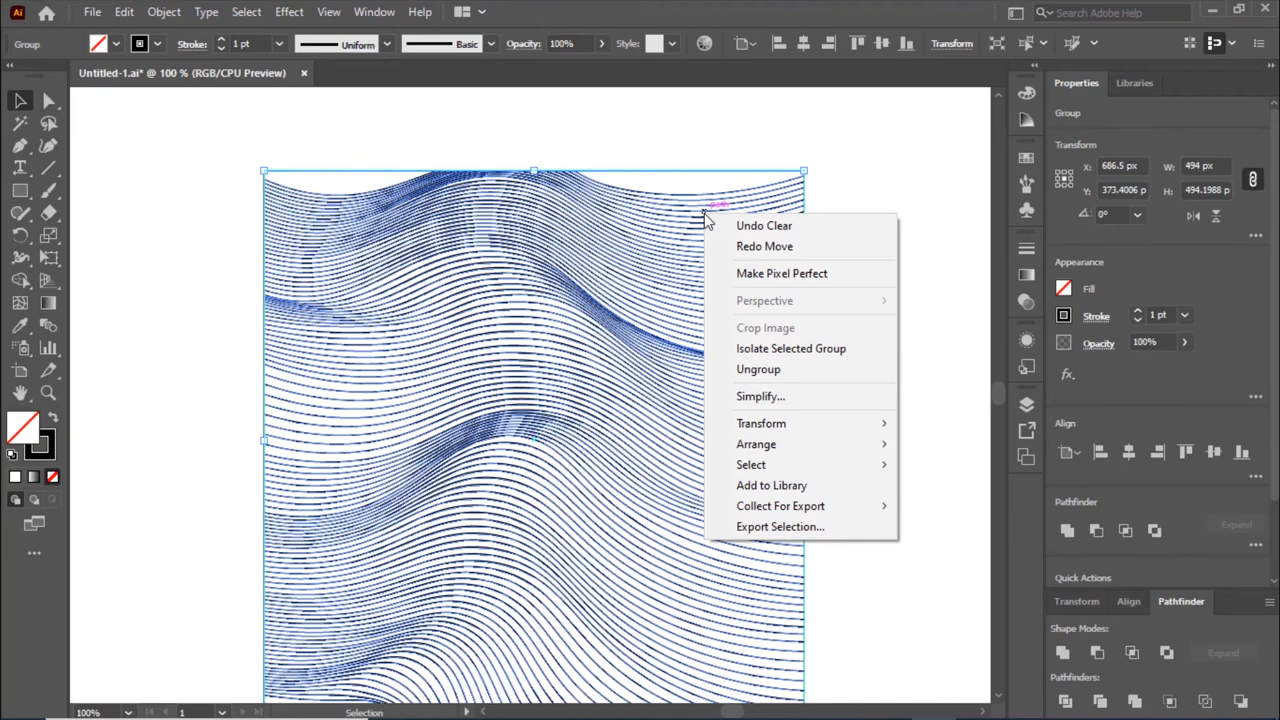 Ai File Edit Object Type Select Effect View Window Help Search Adobe Help
Group Stroke: 1 pt Uniform Basic Opacity: 100% Style: Transform
Untitled-1.ai* @ 100 % (RGB/CPU Preview)
path
Undo Clear
Redo Move
Make Pixel Perfect
Perspective
Crop Image
Isolate Selected Group
Ungroup
Simplify...
Transform
Arrange
Select
Add to Library
Collect For Export
Export Selection...
Properties Libraries
Group
Transform
X: 686.5 px W: 494 px
Y: 373.4006 p H: 494.1988 p
0°
Appearance
Fill
Stroke 1 pt
Opacity 100%
fx.
Align
Pathfinder
Expand
Quick Actions
Transform Align Pathfinder
Shape Modes:
Expand
Pathfinders:
100% 1 Selection